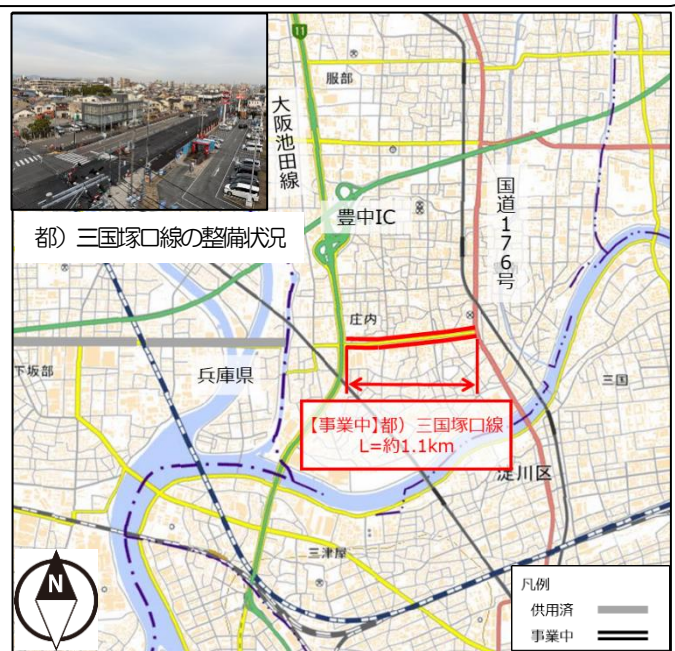 11
服部
大阪池田線
国道176号
豊中IC
都）三国塚口線の整備状況
庄内
下坂部
兵庫県
三国
【事業中】都）三国塚口線
L=約1.1km
淀川区
三津屋
N
凡例
供用済
事業中